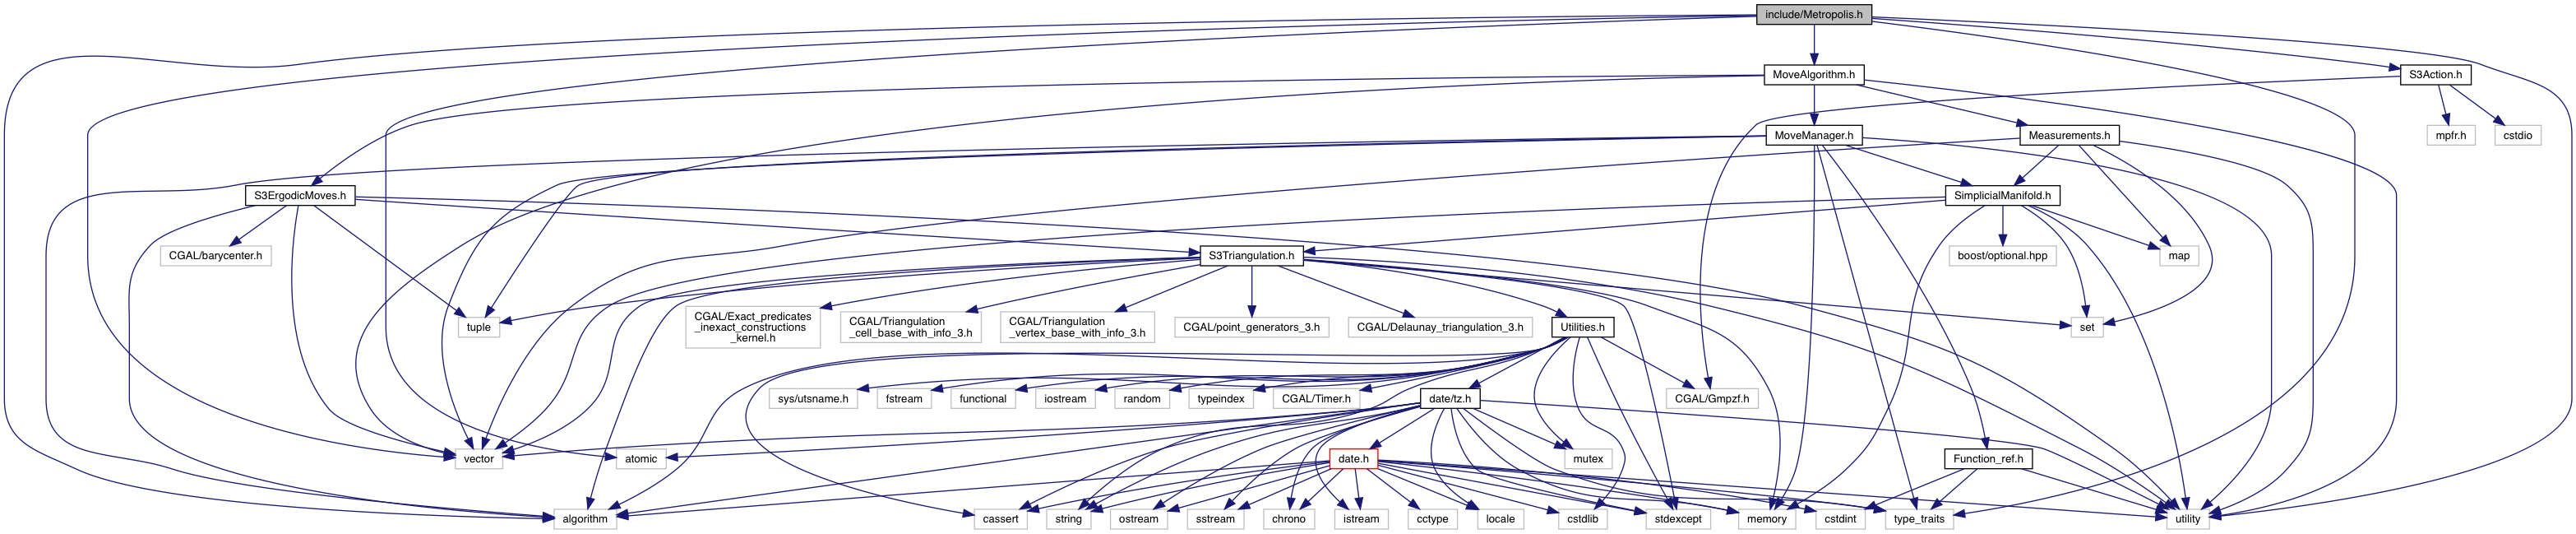 include/Metropolis.h
MoveAlgorithm.h
S3Action.h
MoveManager.h
Measurements.h
mpfr.h
cstdio
S3ErgodicMoves.h
SimplicialManifold.h
CGAL/barycenter.h
S3Triangulation.h
boost/optional.hpp
map
tuple
CGAL/Exact_predicates
_inexact_constructions
_kernel.h
CGAL/Triangulation
_cell_base_with_info_3.h
CGAL/Triangulation
_vertex_base_with_info_3.h
CGAL/point_generators_3.h
CGAL/Delaunay_triangulation_3.h
Utilities.h
set
sys/utsname.h
fstream
functional
iostream
random
typeindex
CGAL/Timer.h
date/tz.h
CGAL/Gmpzf.h
vector
atomic
date.h
mutex
Function_ref.h
algorithm
cassert
string
ostream
sstream
chrono
istream
cctype
locale
cstdlib
stdexcept
memory
cstdint
type_traits
utility